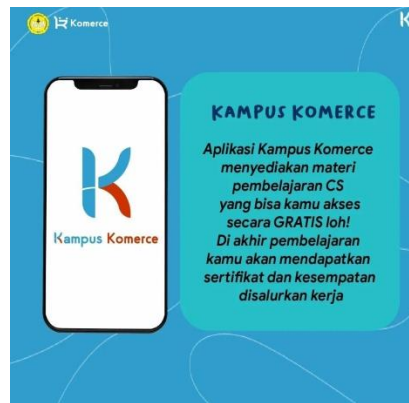 Komerce
K
KAMPUS KOMERCE
Aplikasi Kampus Komerce
menyediakan materi
pembelajaran CS
yang bisa kamu akses
secara GRATIS loh!
Di akhir pembelajaran
kamu akan mendapatkan
sertifikat dan kesempatan
disalurkan kerja
Kampus Komerce